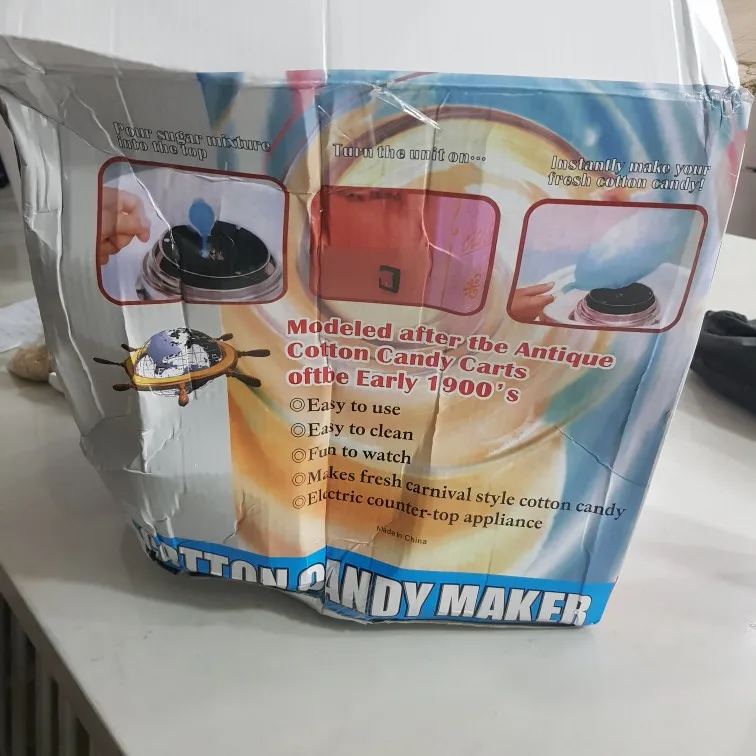 Pour sugar mixture
into the top
Turn the unit on...
Instantly make your
fresh cotton candy!
Modeled after tbe Antique
Cotton Candy Carts
oftbe Early 1900's
◎Easy to use
◎Easy to clean
◎Fun to watch
◎Makes fresh carnival style cotton candy
◎Electric counter-top appliance
Made In China
COTTON CANDY MAKER